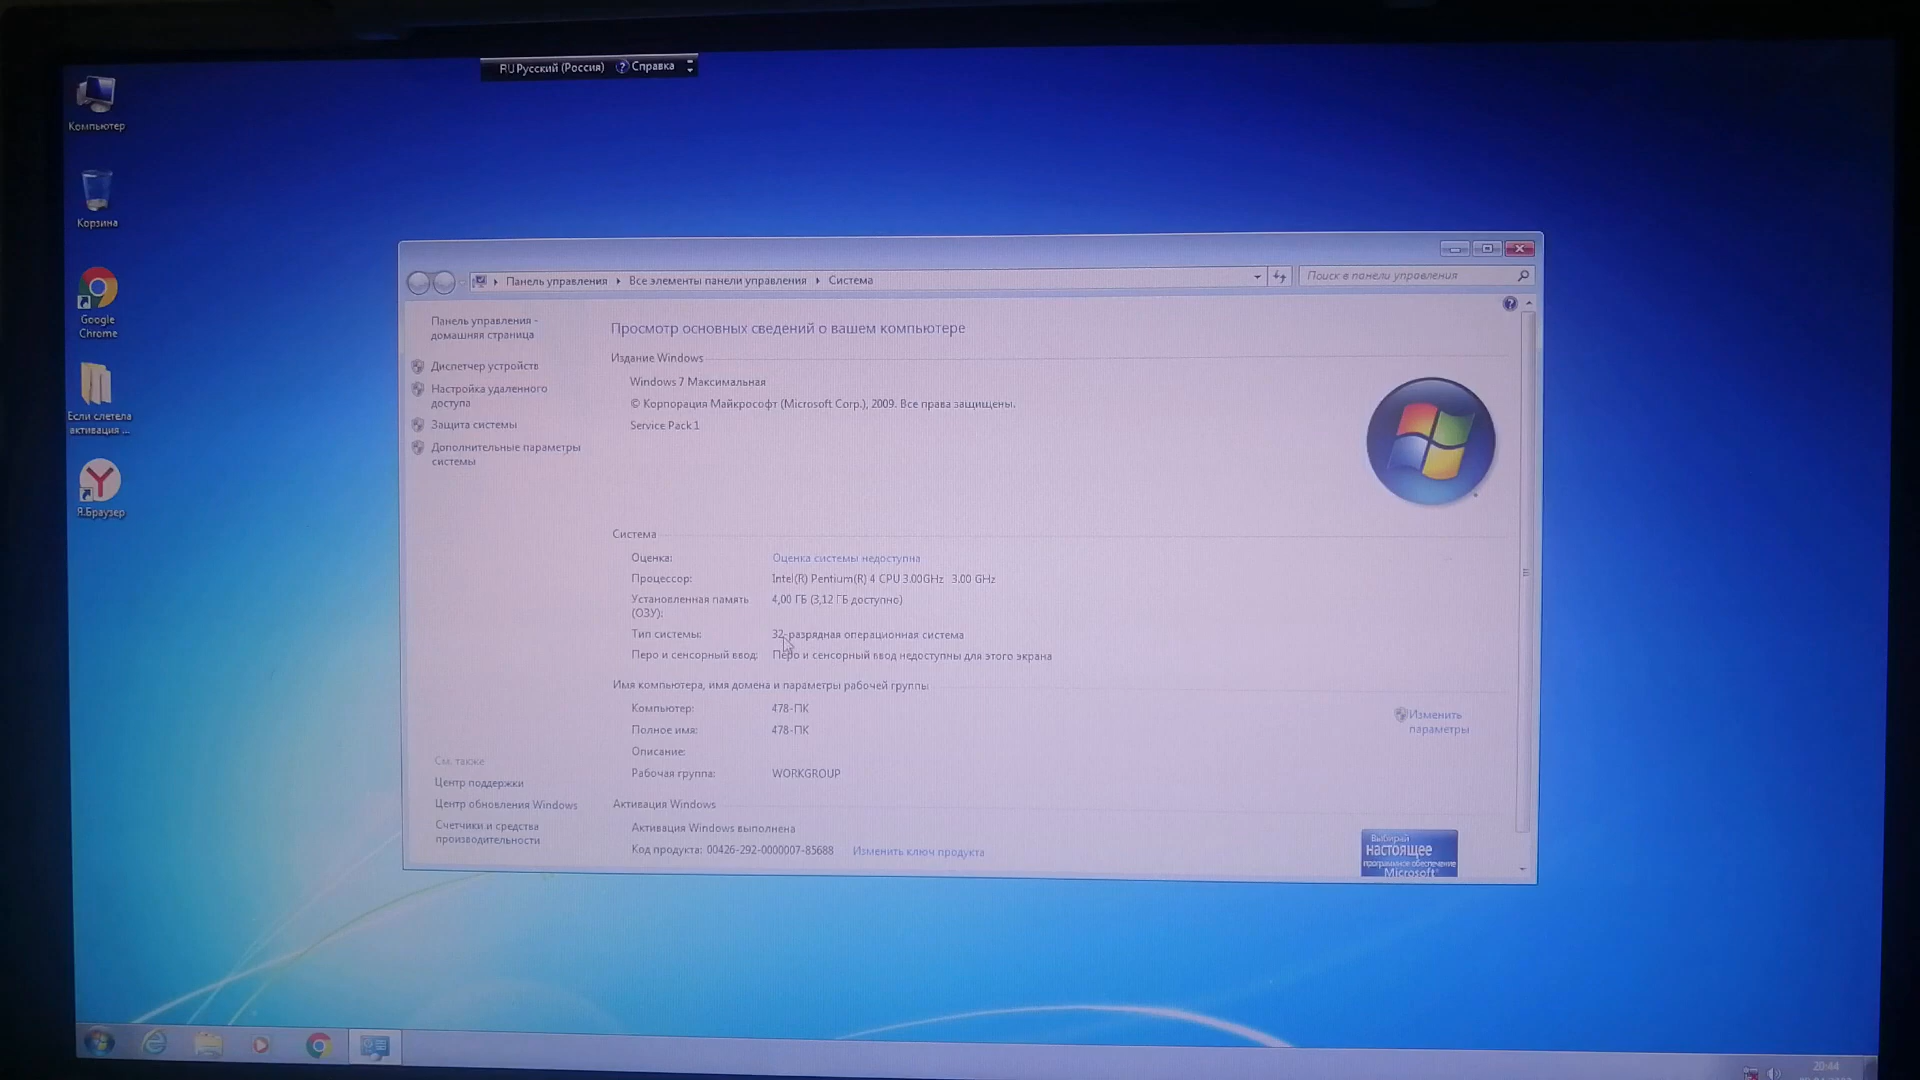 RU Русский (Россия) Справка
Компьютер
Корзина
Google
Chrome
Если слетела
активация ...
Я.Браузер
Панель управления Все элементы панели управления Система
Поиск в панели управления
Панель управления -
домашняя страница
Диспетчер устройств
Настройка удаленного
доступа
Защита системы
Дополнительные параметры
системы
См. также
Центр поддержки
Центр обновления Windows
Счетчики и средства
производительности
Просмотр основных сведений о вашем компьютере
Издание Windows
Windows 7 Максимальная
© Корпорация Майкрософт (Microsoft Corp.), 2009. Все права защищены.
Service Pack 1
Система
Оценка: Оценка системы недоступна
Процессор: Intel(R) Pentium(R) 4 CPU 3.00GHz 3.00 GHz
Установленная память
(ОЗУ): 4,00 ГБ (3,12 ГБ доступно)
Тип системы: 32-разрядная операционная система
Перо и сенсорный ввод: Перо и сенсорный ввод недоступны для этого экрана
Имя компьютера, имя домена и параметры рабочей группы
Компьютер: 478-ПК
Полное имя: 478-ПК
Описание:
Рабочая группа: WORKGROUP
Изменить
параметры
Активация Windows
Активация Windows выполнена
Код продукта: 00426-292-0000007-85688 Изменить ключ продукта
Выбирай
настоящее
программное обеспечение
Microsoft
20:44